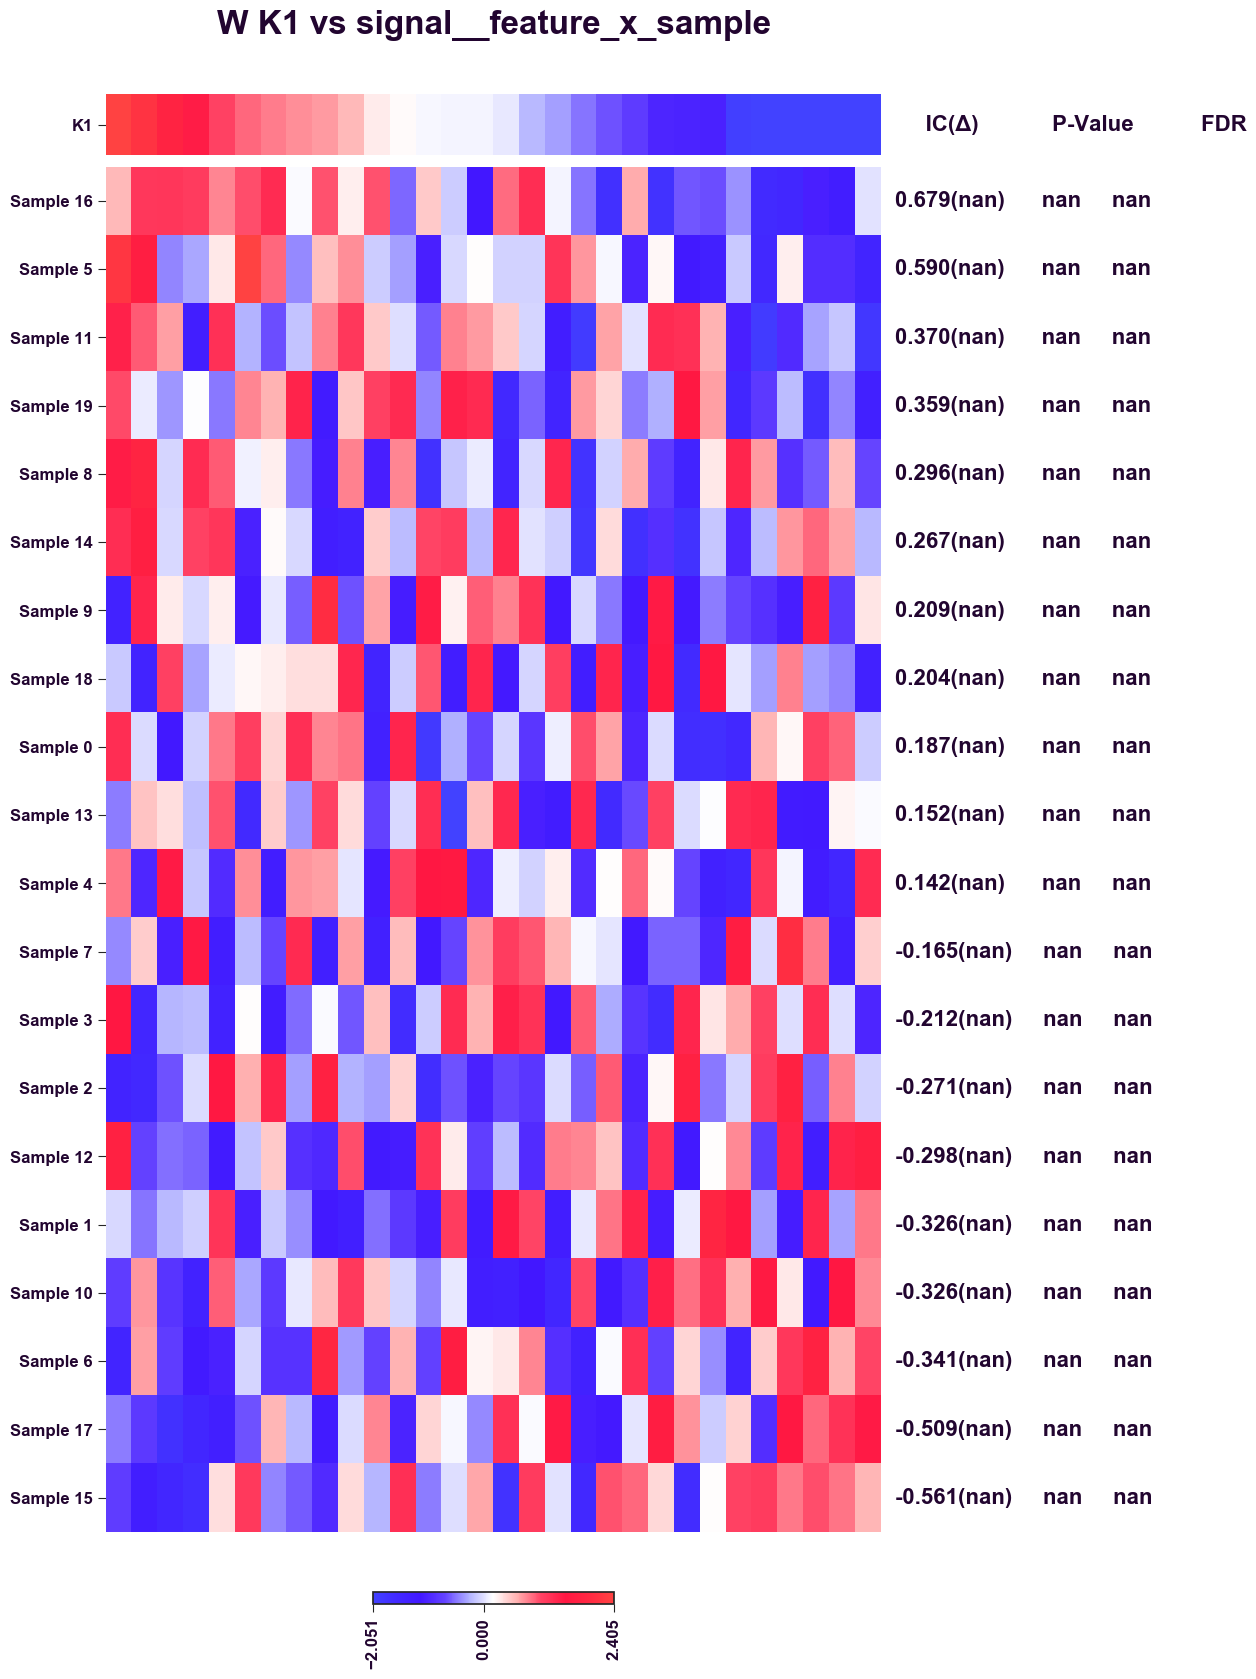 W K1 vs signal__feature_x_sample
K1 IC(Δ) P-Value FDR
Sample 16 0.679(nan) nan nan
Sample 5 0.590(nan) nan nan
Sample 11 0.370(nan) nan nan
Sample 19 0.359(nan) nan nan
Sample 8 0.296(nan) nan nan
Sample 14 0.267(nan) nan nan
Sample 9 0.209(nan) nan nan
Sample 18 0.204(nan) nan nan
Sample 0 0.187(nan) nan nan
Sample 13 0.152(nan) nan nan
Sample 4 0.142(nan) nan nan
Sample 7 -0.165(nan) nan nan
Sample 3 -0.212(nan) nan nan
Sample 2 -0.271(nan) nan nan
Sample 12 -0.298(nan) nan nan
Sample 1 -0.326(nan) nan nan
Sample 10 -0.326(nan) nan nan
Sample 6 -0.341(nan) nan nan
Sample 17 -0.509(nan) nan nan
Sample 15 -0.561(nan) nan nan
−2.051 0.000 2.405